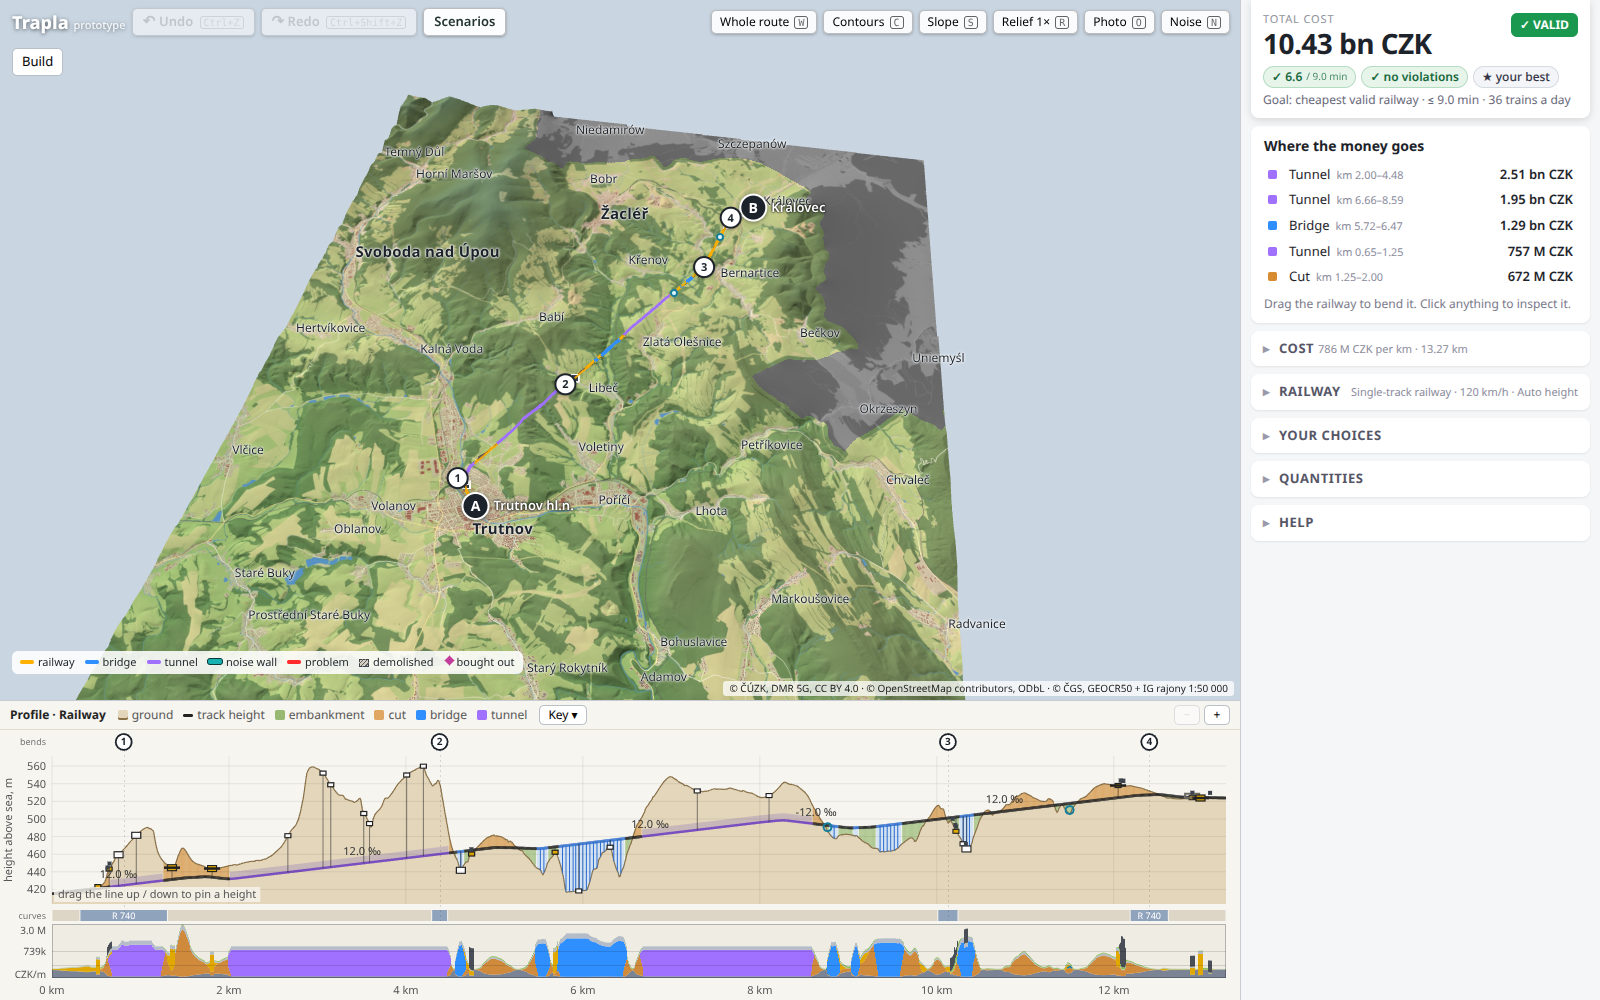 Trapla prototype
↶ Undo Ctrl+Z
↷ Redo Ctrl+Shift+Z
Scenarios
Whole route W
Contours C
Slope S
Relief 1× R
Photo O
Noise N
Build
Niedamirów
Szczepanów
Temný Důl
Horní Maršov
Bobr
Žacléř
Královec
4
B
Královec
Svoboda nad Úpou
Křenov
3
Bernartice
Babí
Hertvíkovice
Kalná Voda
Zlatá Olešnice
Bečkov
Uniemyśl
2
Libeč
Okrzeszyn
Vlčice
Voletiny
Petříkovice
1
Chvaleč
A
Trutnov hl.n.
Volanov
Poříčí
Lhota
Oblanov
Trutnov
Staré Buky
Prostřední Staré Buky
Markoušovice
Radvanice
Bohuslavice
Starý Rokytník
Adamov
railway
bridge
tunnel
noise wall
problem
demolished
bought out
© ČÚZK, DMR 5G, CC BY 4.0 · © OpenStreetMap contributors, ODbL · © ČGS, GEOCR50 + IG rajony 1:50 000
TOTAL COST
10.43 bn CZK
✓ VALID
✓ 6.6 / 9.0 min
✓ no violations
★ your best
Goal: cheapest valid railway · ≤ 9.0 min · 36 trains a day
Where the money goes
Tunnel km 2.00–4.48 2.51 bn CZK
Tunnel km 6.66–8.59 1.95 bn CZK
Bridge km 5.72–6.47 1.29 bn CZK
Tunnel km 0.65–1.25 757 M CZK
Cut km 1.25–2.00 672 M CZK
Drag the railway to bend it. Click anything to inspect it.
▶ COST 786 M CZK per km · 13.27 km
▶ RAILWAY Single-track railway · 120 km/h · Auto height
▶ YOUR CHOICES
▶ QUANTITIES
▶ HELP
Profile · Railway
ground
track height
embankment
cut
bridge
tunnel
Key ▾
−
+
bends
1
2
3
4
height above sea, m
560
540
520
500
480
460
440
420
12.0 ‰
12.0 ‰
12.0 ‰
-12.0 ‰
12.0 ‰
drag the line up / down to pin a height
curves
R 740
R 740
3.0 M
739k
CZK/m
0 km
2 km
4 km
6 km
8 km
10 km
12 km